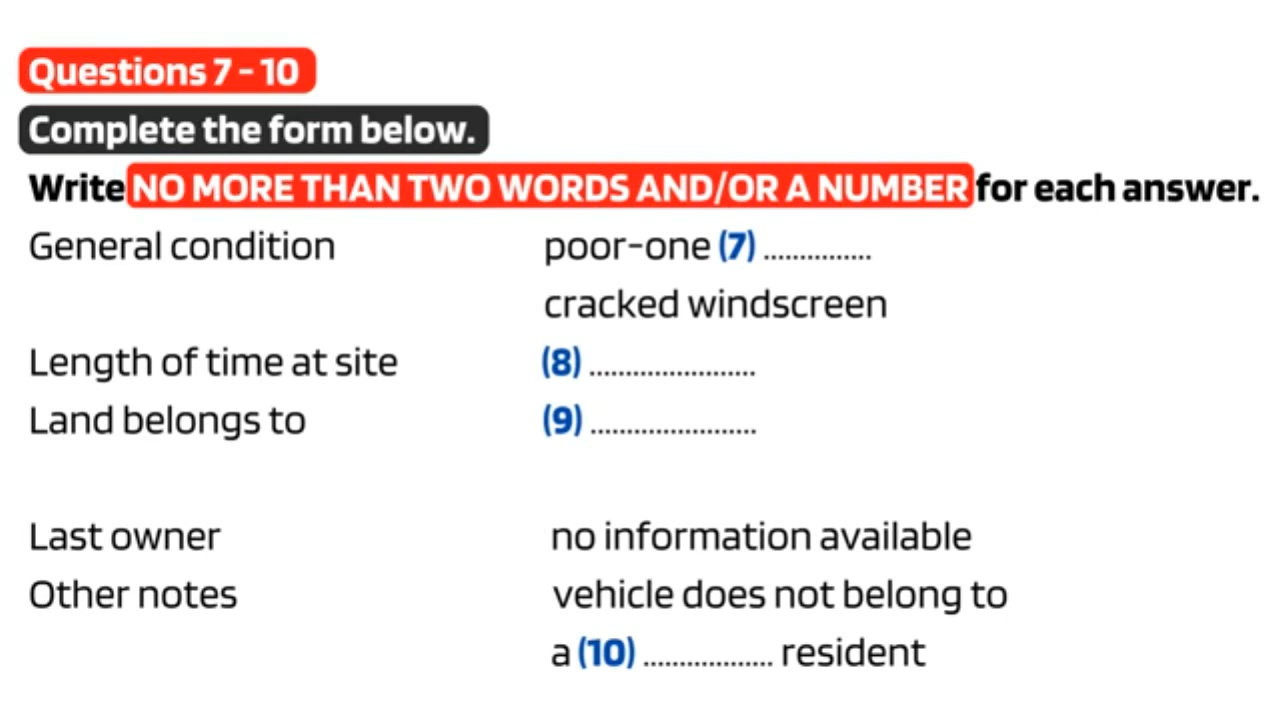 Questions 7 - 10
Complete the form below.
Write NO MORE THAN TWO WORDS AND/OR A NUMBER for each answer.
General condition poor-one (7) ...............
cracked windscreen
Length of time at site (8) .......................
Land belongs to (9) .......................
Last owner no information available
Other notes vehicle does not belong to
a (10) .................. resident